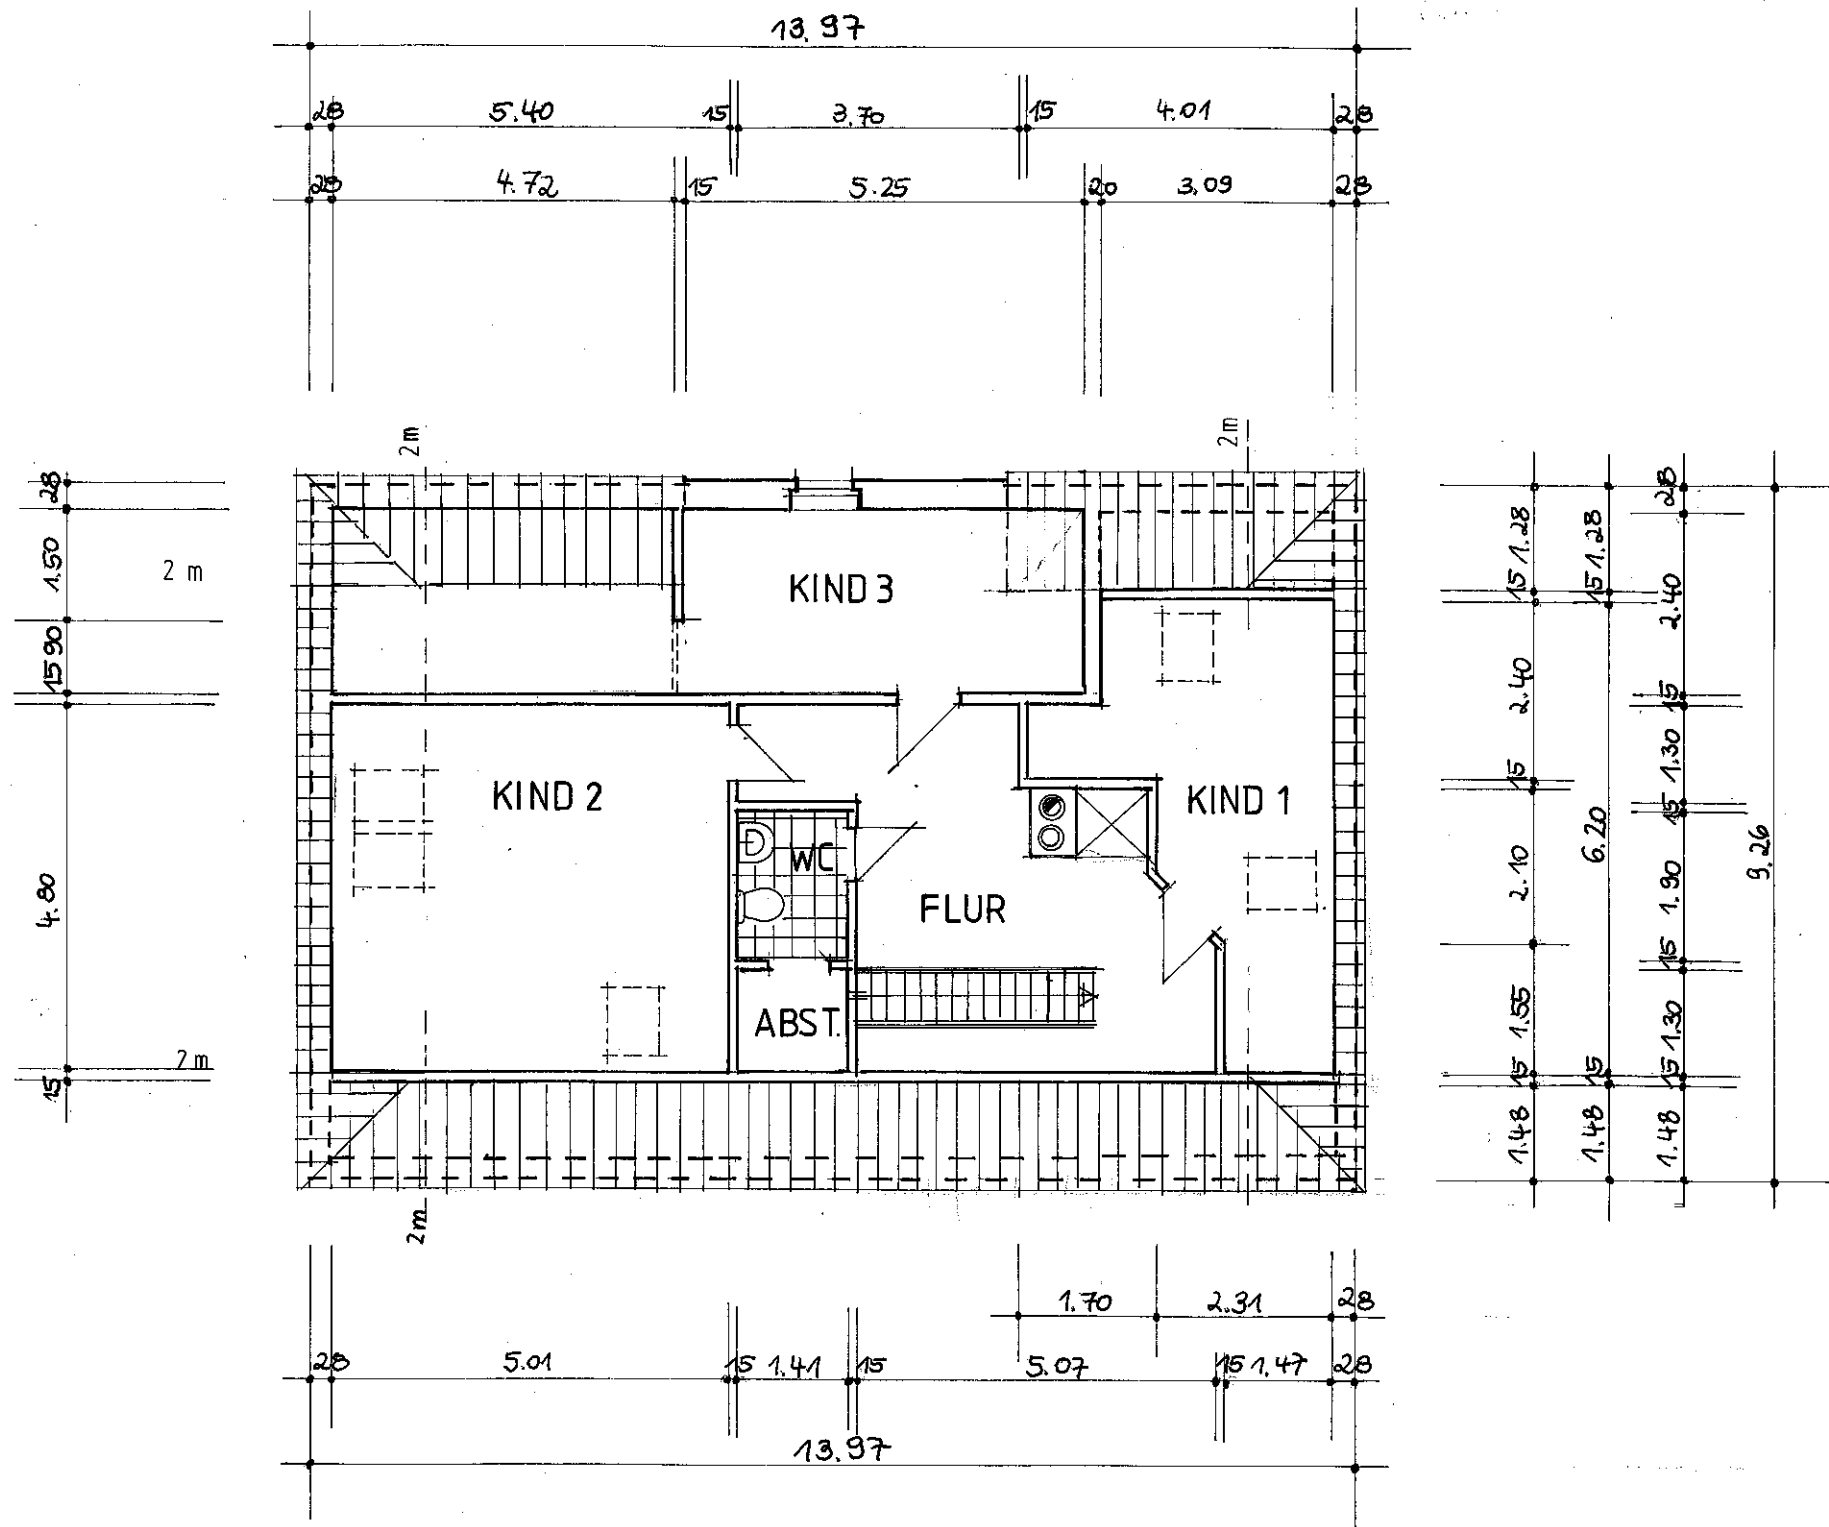 13.97
28 5.40 15 3.70 15 4.01 28
28 4.72 15 5.25 20 3.09 28
2m 2m
28 1.50 15 90 4.80 15
2 m
2m
2m
KIND 3
KIND 2
KIND 1
WC
FLUR
ABST.
1.28 15 2.40 15 2.10 1.55 15 1.48
1.28 15 6.20 15 1.48
28 2.40 15 1.30 15 1.90 15 1.30 15 1.48
9.26
1.70 2.31 28
28 5.01 15 1.41 15 5.07 15 1.47 28
13.97